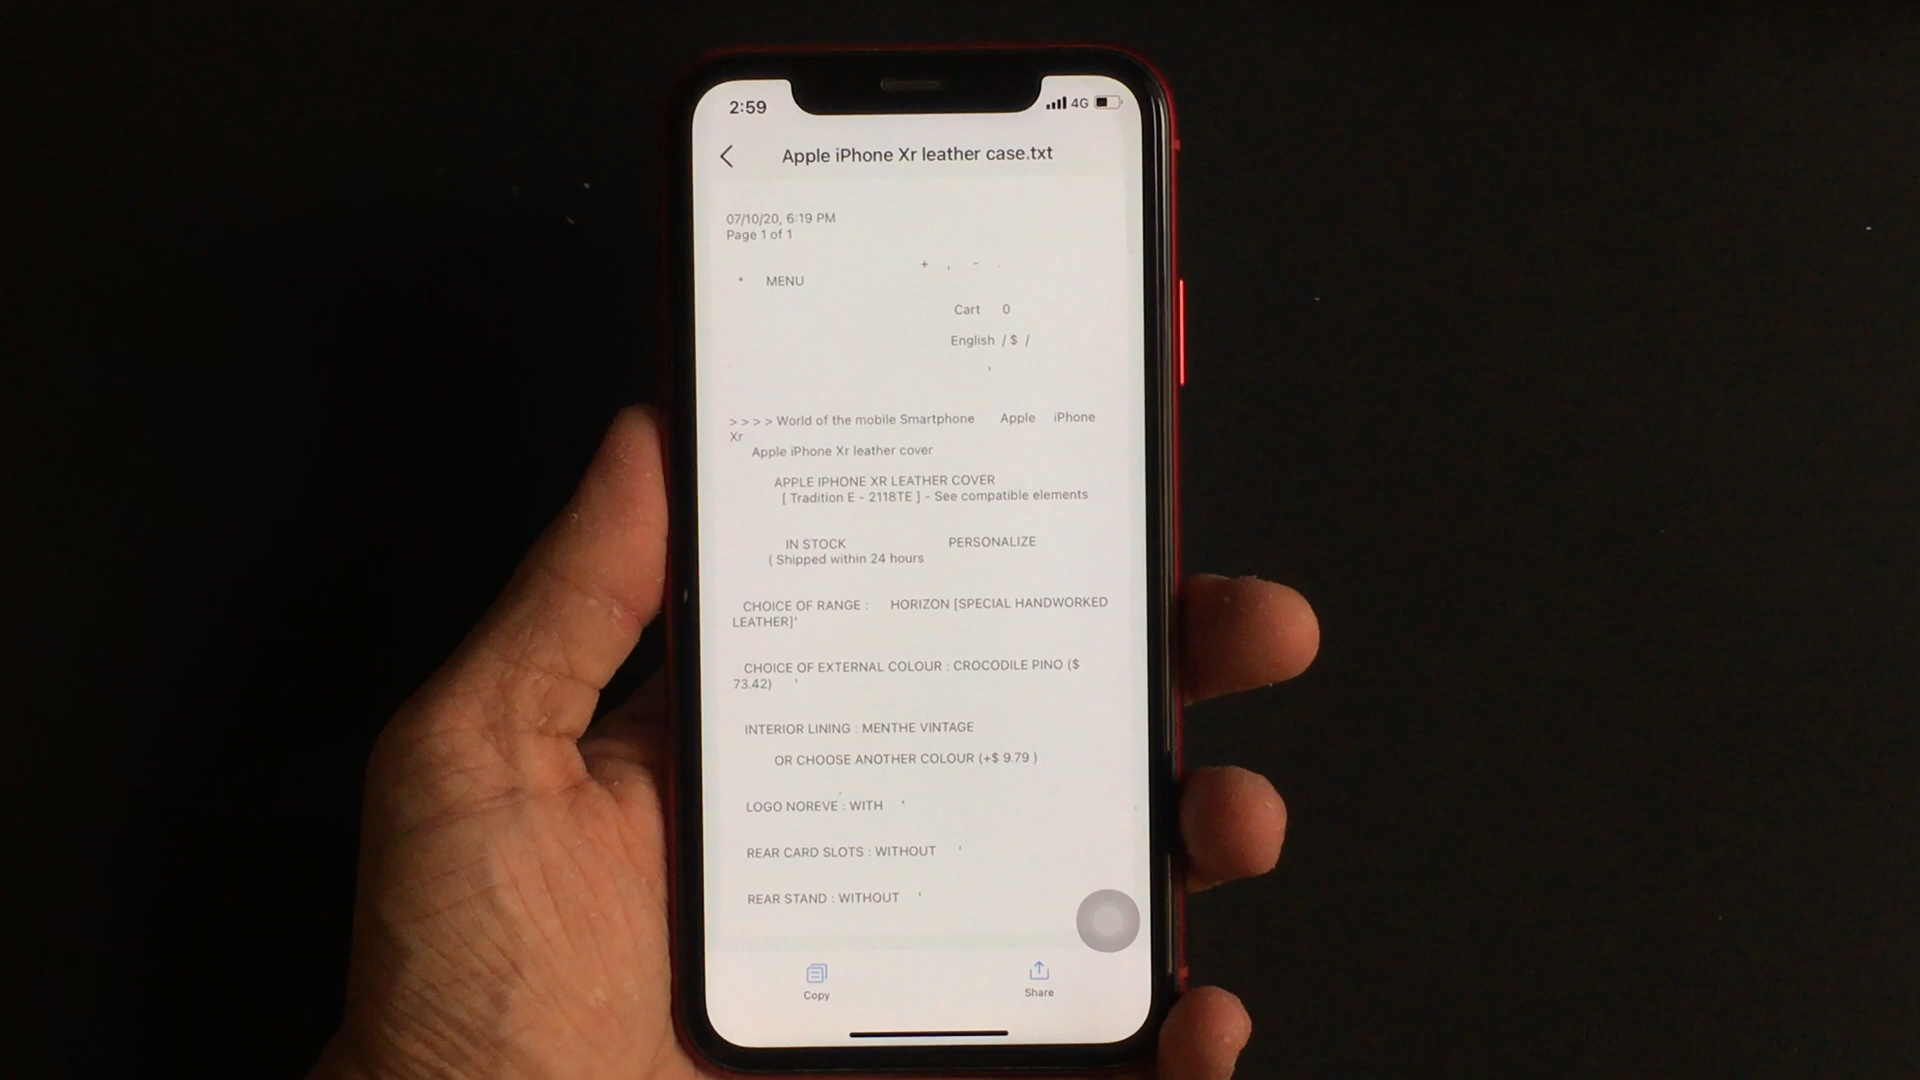 2:59
4G
Apple iPhone Xr leather case.txt
07/10/20, 6:19 PM
Page 1 of 1
+ , - .
* MENU
Cart 0
English / $ /
'
> > > > World of the mobile Smartphone Apple iPhone
Xr
Apple iPhone Xr leather cover
APPLE IPHONE XR LEATHER COVER
[ Tradition E - 2118TE ] - See compatible elements
IN STOCK PERSONALIZE
( Shipped within 24 hours
CHOICE OF RANGE : HORIZON [SPECIAL HANDWORKED
LEATHER]'
CHOICE OF EXTERNAL COLOUR : CROCODILE PINO ($
73.42) '
INTERIOR LINING : MENTHE VINTAGE
OR CHOOSE ANOTHER COLOUR (+$ 9.79 )
LOGO NOREVE : WITH '
REAR CARD SLOTS : WITHOUT '
REAR STAND : WITHOUT '
Copy Share